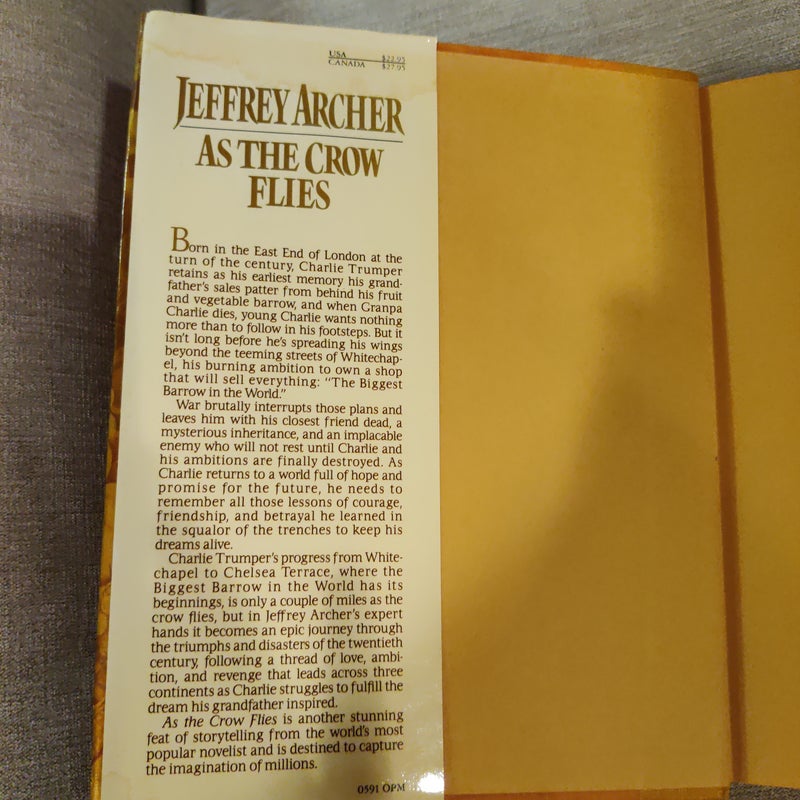 USA $22.95
CANADA $27.95
JEFFREY ARCHER
AS THE CROW
FLIES
Born in the East End of London at the
turn of the century, Charlie Trumper
retains as his earliest memory his grand-
father's sales patter from behind his fruit
and vegetable barrow, and when Granpa
Charlie dies, young Charlie wants nothing
more than to follow in his footsteps. But it
isn't long before he's spreading his wings
beyond the teeming streets of Whitechap-
el, his burning ambition to own a shop
that will sell everything: "The Biggest
Barrow in the World."
War brutally interrupts those plans and
leaves him with his closest friend dead, a
mysterious inheritance, and an implacable
enemy who will not rest until Charlie and
his ambitions are finally destroyed. As
Charlie returns to a world full of hope and
promise for the future, he needs to
remember all those lessons of courage,
friendship, and betrayal he learned in
the squalor of the trenches to keep his
dreams alive.
Charlie Trumper's progress from White-
chapel to Chelsea Terrace, where the
Biggest Barrow in the World has its
beginnings, is only a couple of miles as the
crow flies, but in Jeffrey Archer's expert
hands it becomes an epic journey through
the triumphs and disasters of the twentieth
century, following a thread of love, ambi-
tion, and revenge that leads across three
continents as Charlie struggles to fulfill the
dream his grandfather inspired.
As the Crow Flies is another stunning
feat of storytelling from the world's most
popular novelist and is destined to capture
the imagination of millions.
0591 OPM